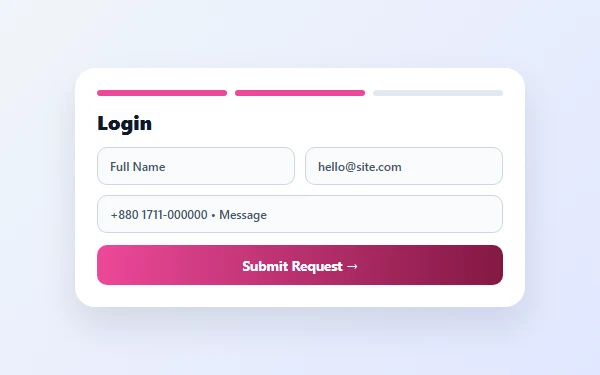 Login
Full Name
hello@site.com
+880 1711-000000 • Message
Submit Request →